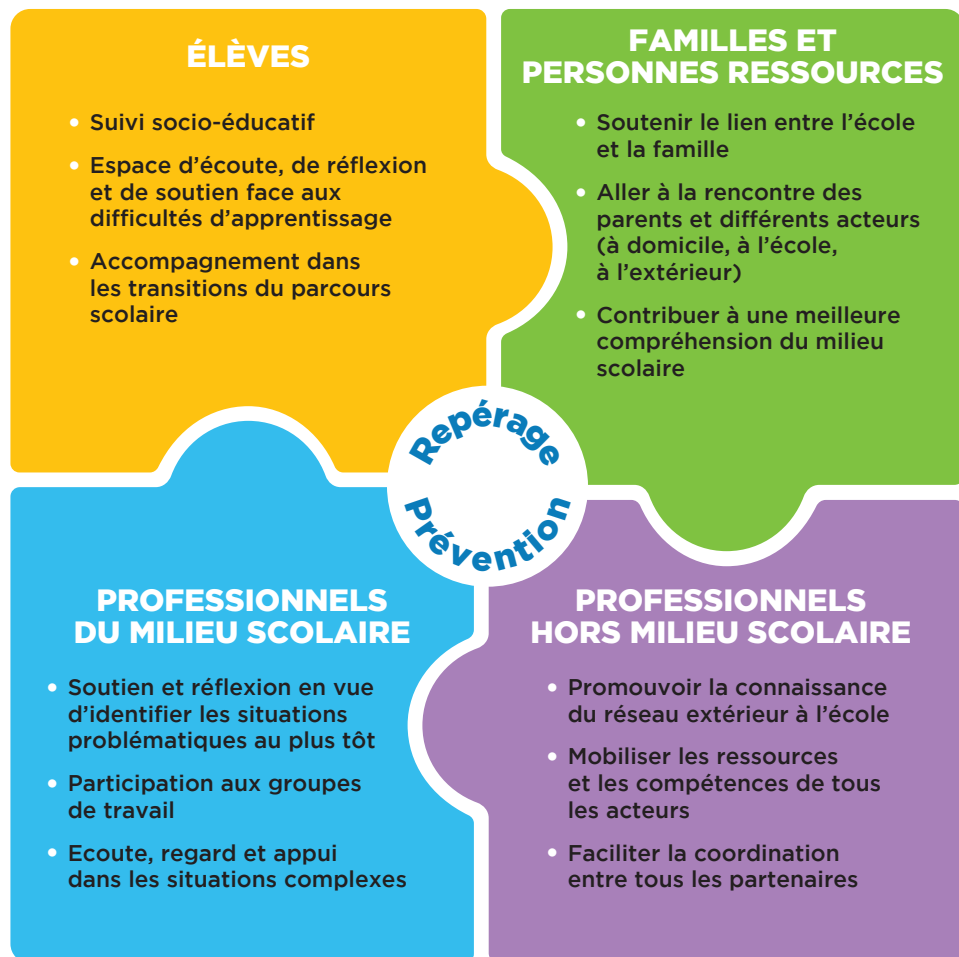 ÉLÈVES
• Suivi socio-éducatif
• Espace d'écoute, de réflexion
et de soutien face aux
difficultés d'apprentissage
• Accompagnement dans
les transitions du parcours
scolaire
FAMILLES ET
PERSONNES RESSOURCES
• Soutenir le lien entre l'école
et la famille
• Aller à la rencontre des
parents et différents acteurs
(à domicile, à l'école,
à l'extérieur)
• Contribuer à une meilleure
compréhension du milieu
scolaire
Repérage
Prévention
PROFESSIONNELS
DU MILIEU SCOLAIRE
• Soutien et réflexion en vue
d'identifier les situations
problématiques au plus tôt
• Participation aux groupes
de travail
• Ecoute, regard et appui
dans les situations complexes
PROFESSIONNELS
HORS MILIEU SCOLAIRE
• Promouvoir la connaissance
du réseau extérieur à l'école
• Mobiliser les ressources
et les compétences de tous
les acteurs
• Faciliter la coordination
entre tous les partenaires